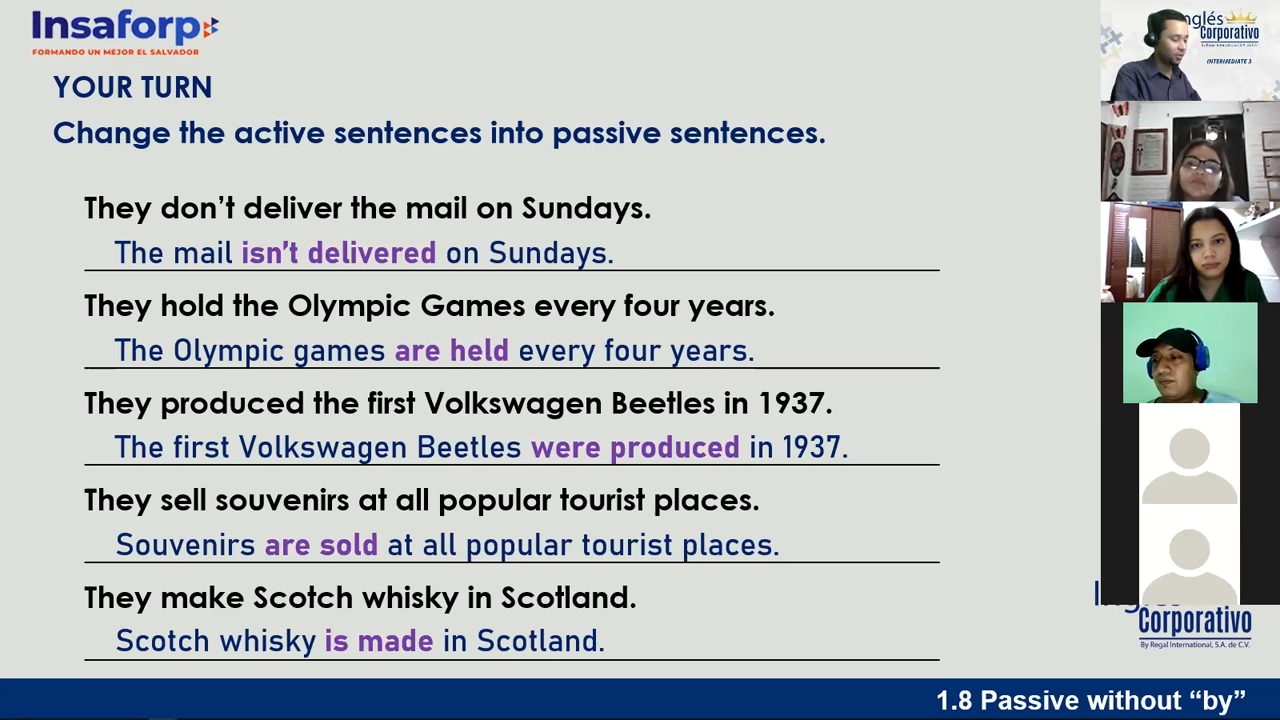 Insaforp
FORMANDO UN MEJOR EL SALVADOR
YOUR TURN
Change the active sentences into passive sentences.
They don't deliver the mail on Sundays.
The mail isn't delivered on Sundays.
They hold the Olympic Games every four years.
The Olympic games are held every four years.
They produced the first Volkswagen Beetles in 1937.
The first Volkswagen Beetles were produced in 1937.
They sell souvenirs at all popular tourist places.
Souvenirs are sold at all popular tourist places.
They make Scotch whisky in Scotland.
Scotch whisky is made in Scotland.
Corporativo
INTERMEDIATE 3
Corporativo
By Regal International, S.A. de C.V.
1.8 Passive without “by”